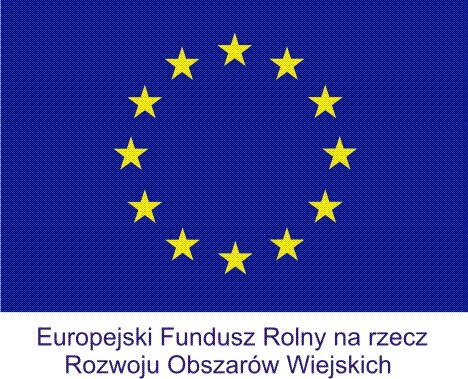 Europejski Fundusz Rolny na rzecz
Rozwoju Obszarów Wiejskich